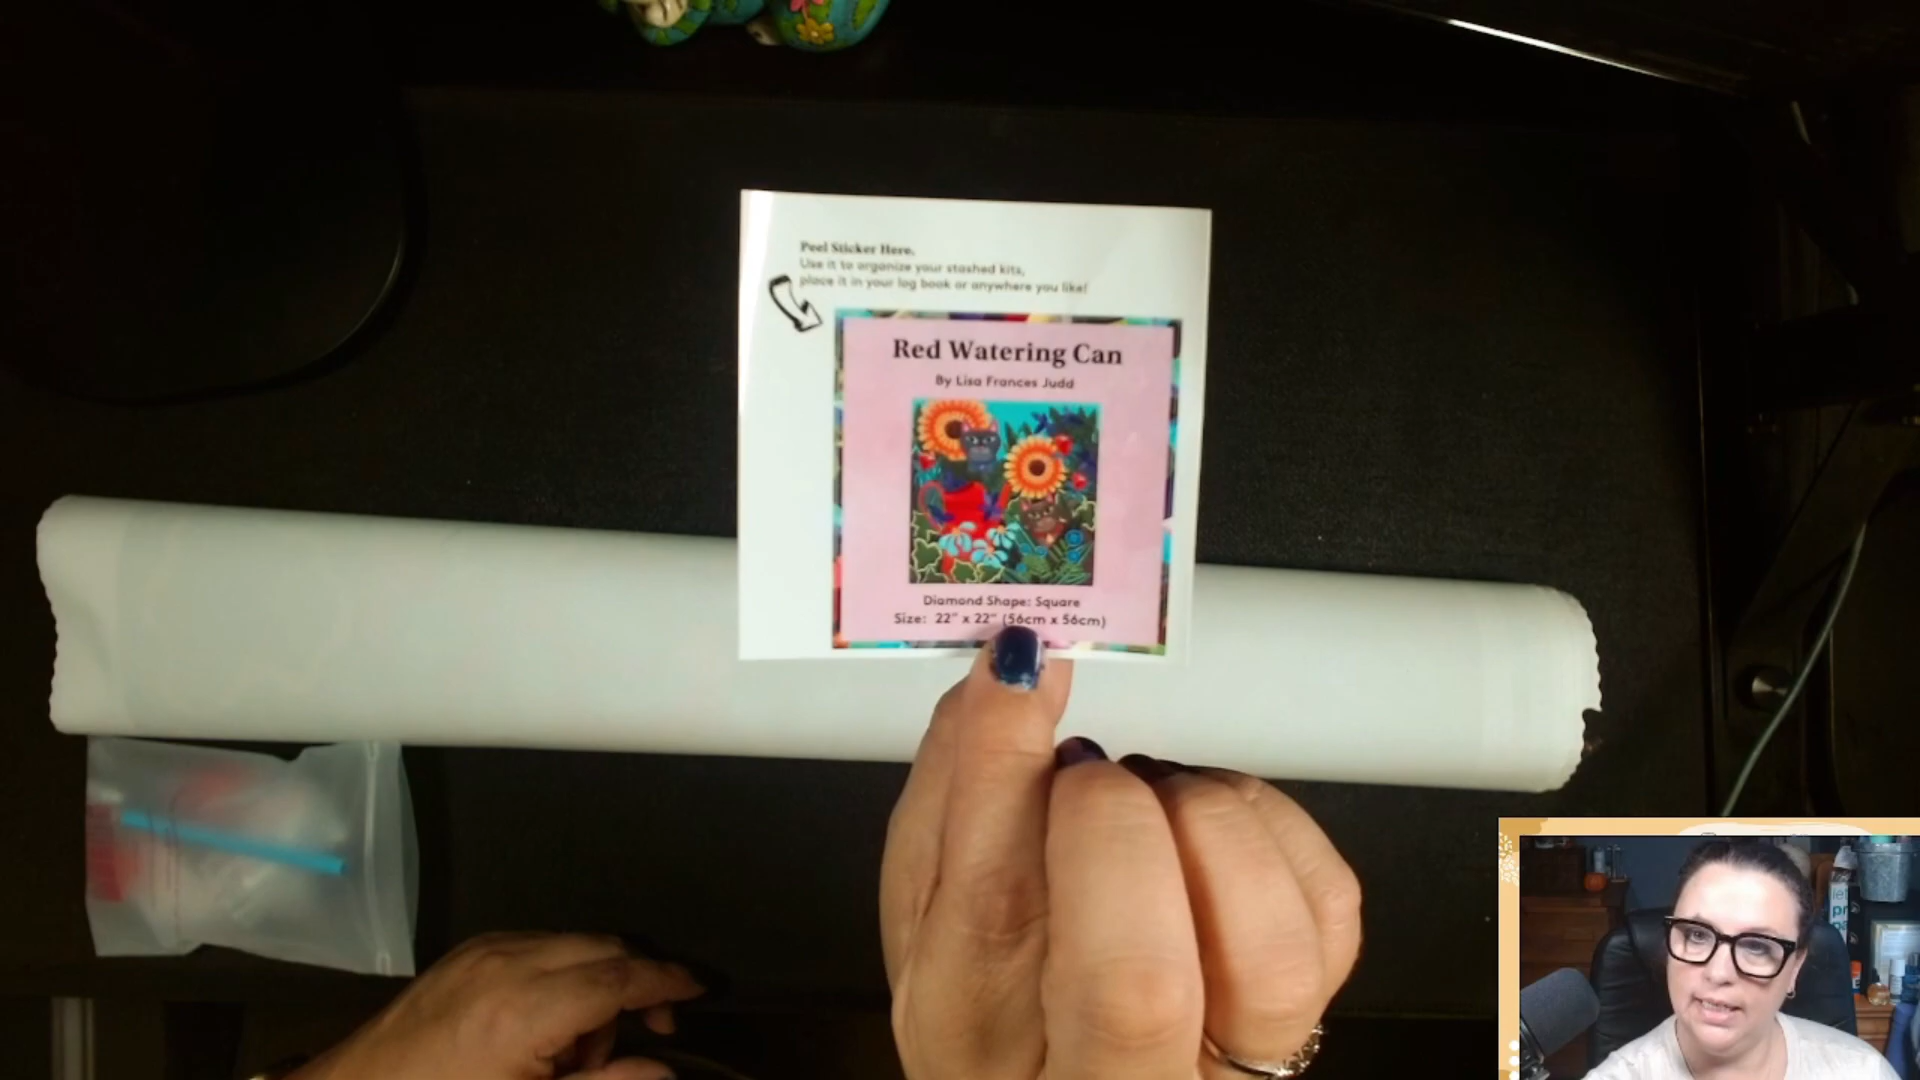 Peel Sticker Here.
Use it to organize your stashed kits,
place it in your log book or anywhere you like!
Red Watering Can
By Lisa Frances Judd
Diamond Shape: Square
Size: 22" x 22" (56cm x 56cm)